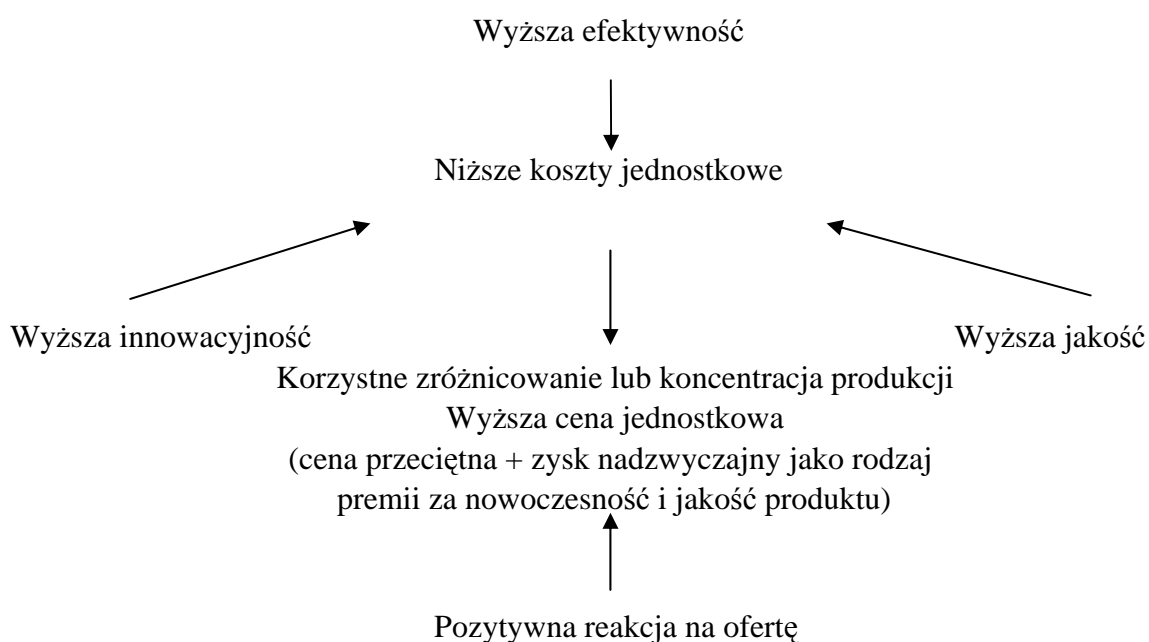 Wyższa efektywność
Niższe koszty jednostkowe
Wyższa innowacyjność
Wyższa jakość
Korzystne zróżnicowanie lub koncentracja produkcji
Wyższa cena jednostkowa
(cena przeciętna + zysk nadzwyczajny jako rodzaj
premii za nowoczesność i jakość produktu)
Pozytywna reakcja na ofertę